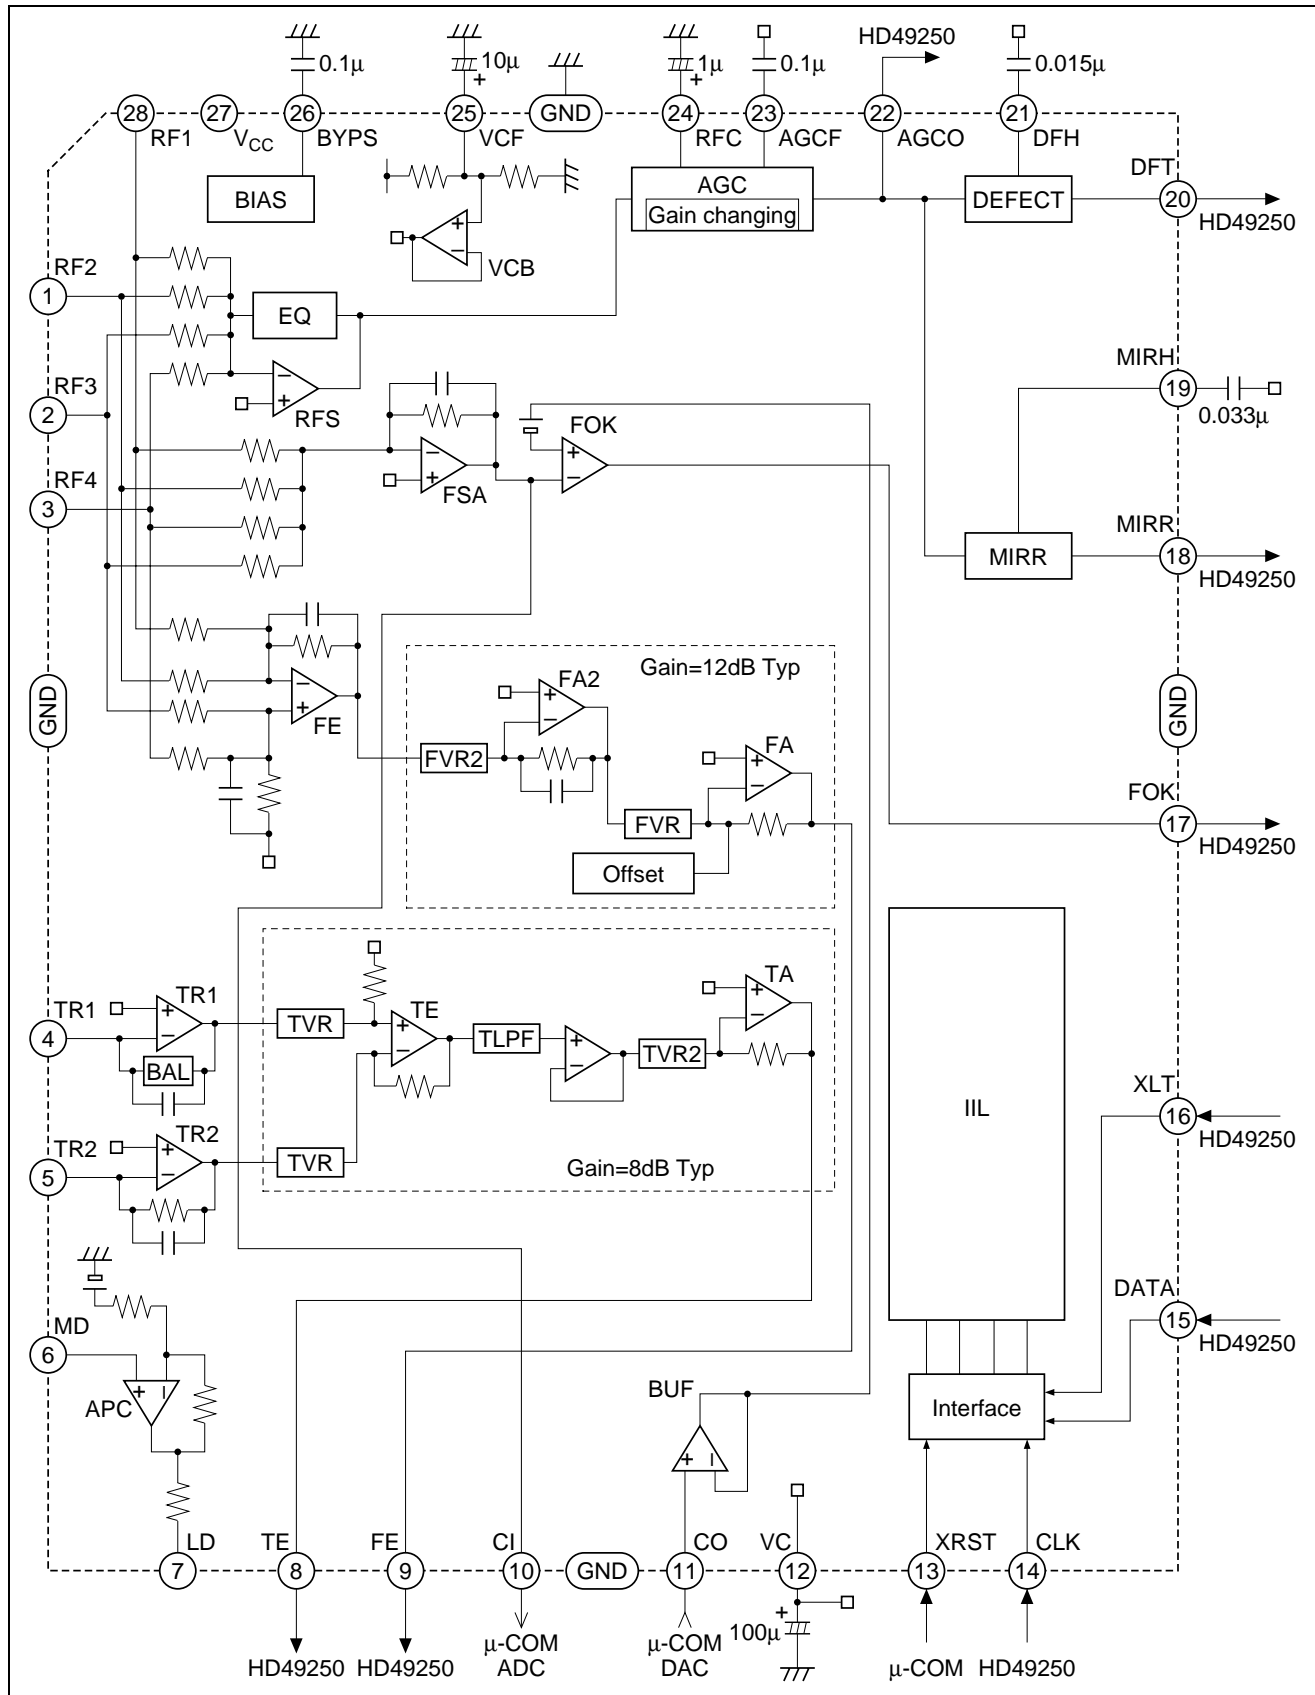 HD49250
0.1μ
10μ
1μ
0.1μ
0.015μ
28
27
26
25
GND
24
23
22
21
RF1
VCC
BYPS
VCF
RFC
AGCF
AGCO
DFH
BIAS
AGC
Gain changing
DEFECT
DFT
20
HD49250
+
−
VCB
RF2
1
EQ
RF3
2
−
+
RFS
MIRH
19
0.033μ
RF4
3
−
+
FSA
FOK
+
−
MIRR
18
HD49250
MIRR
GND
−
+
FE
Gain=12dB Typ
FA2
+
−
FVR2
FA
+
−
FVR
Offset
GND
FOK
17
HD49250
TR1
4
TR1
+
−
BAL
TVR
TE
+
−
TLPF
+
−
TVR2
TA
+
−
IIL
XLT
16
HD49250
TR2
5
TR2
+
−
TVR
Gain=8dB Typ
DATA
15
HD49250
MD
6
+
−
APC
BUF
+
−
Interface
LD
TE
FE
CI
CO
VC
XRST
CLK
7
8
9
10
GND
11
12
13
14
+
100μ
HD49250
HD49250
μ-COM
ADC
μ-COM
DAC
μ-COM
HD49250